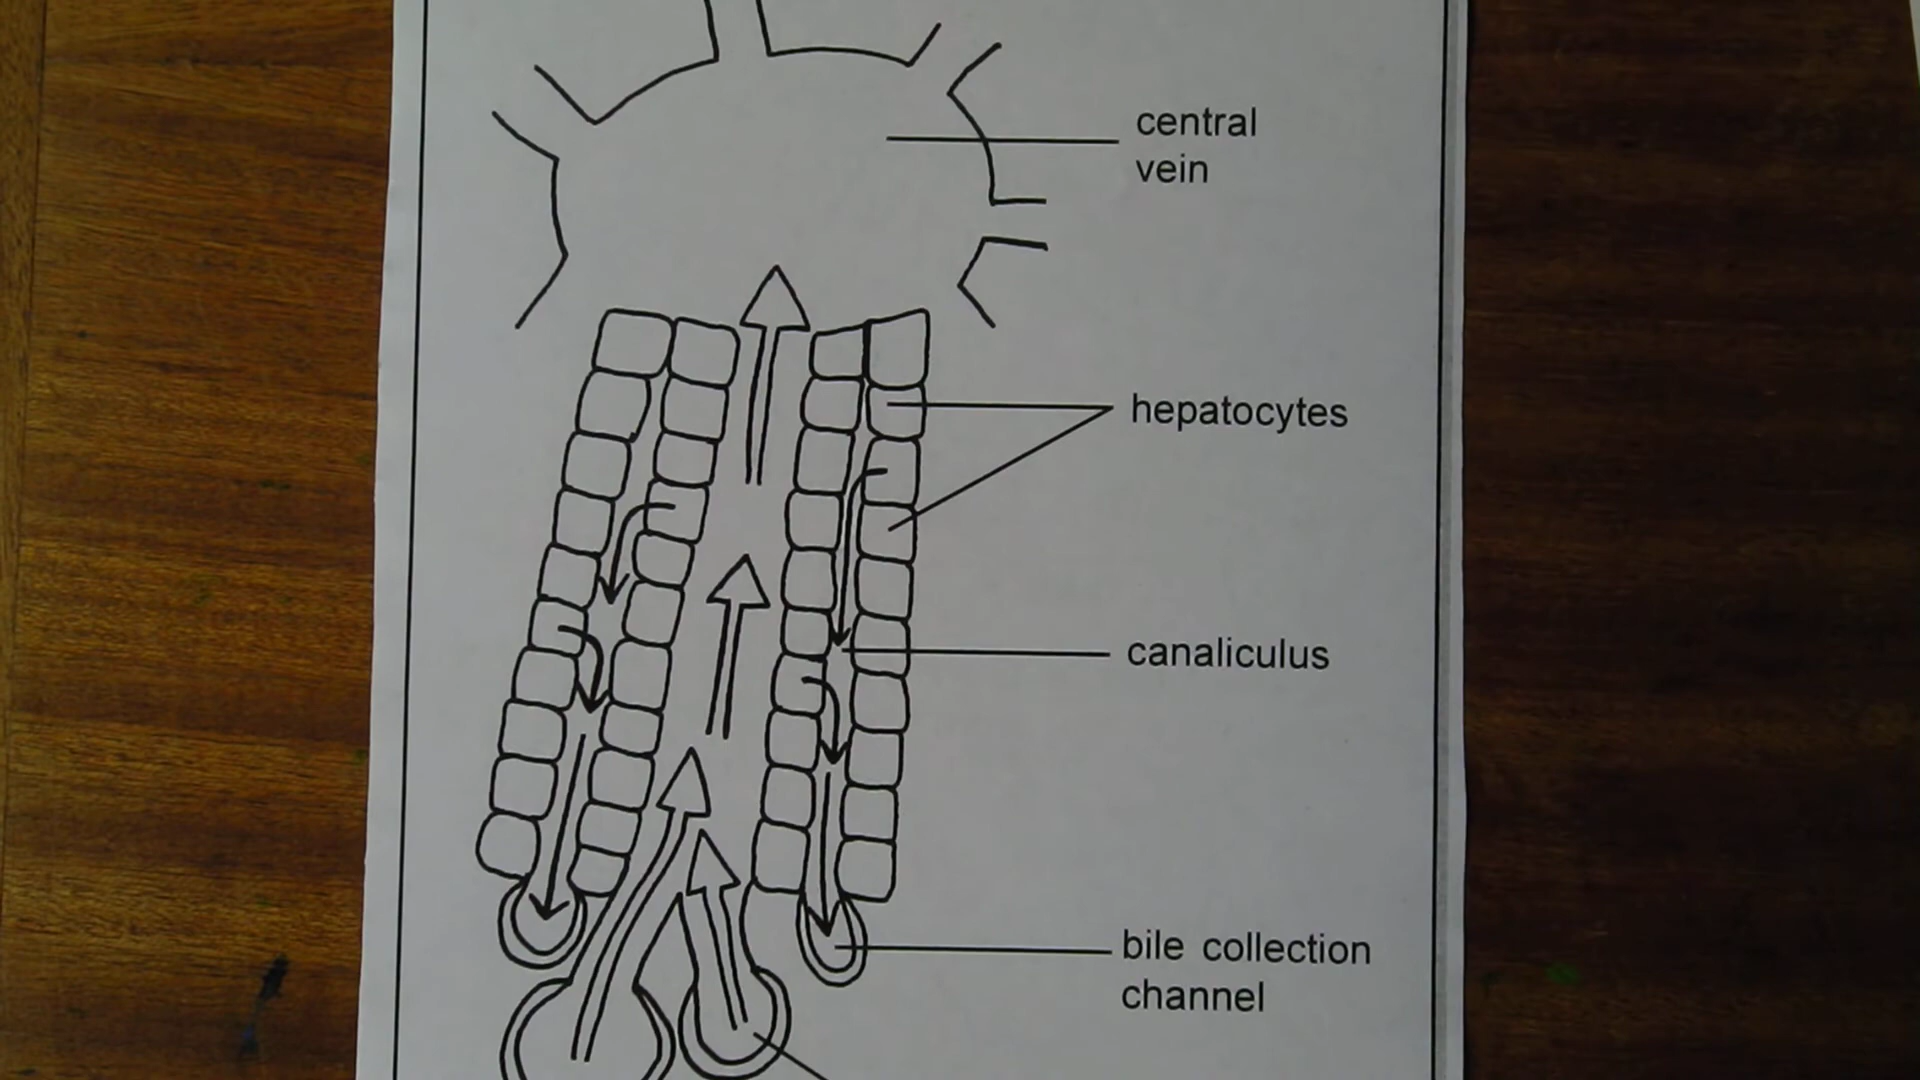 central
vein
hepatocytes
canaliculus
bile collection
channel